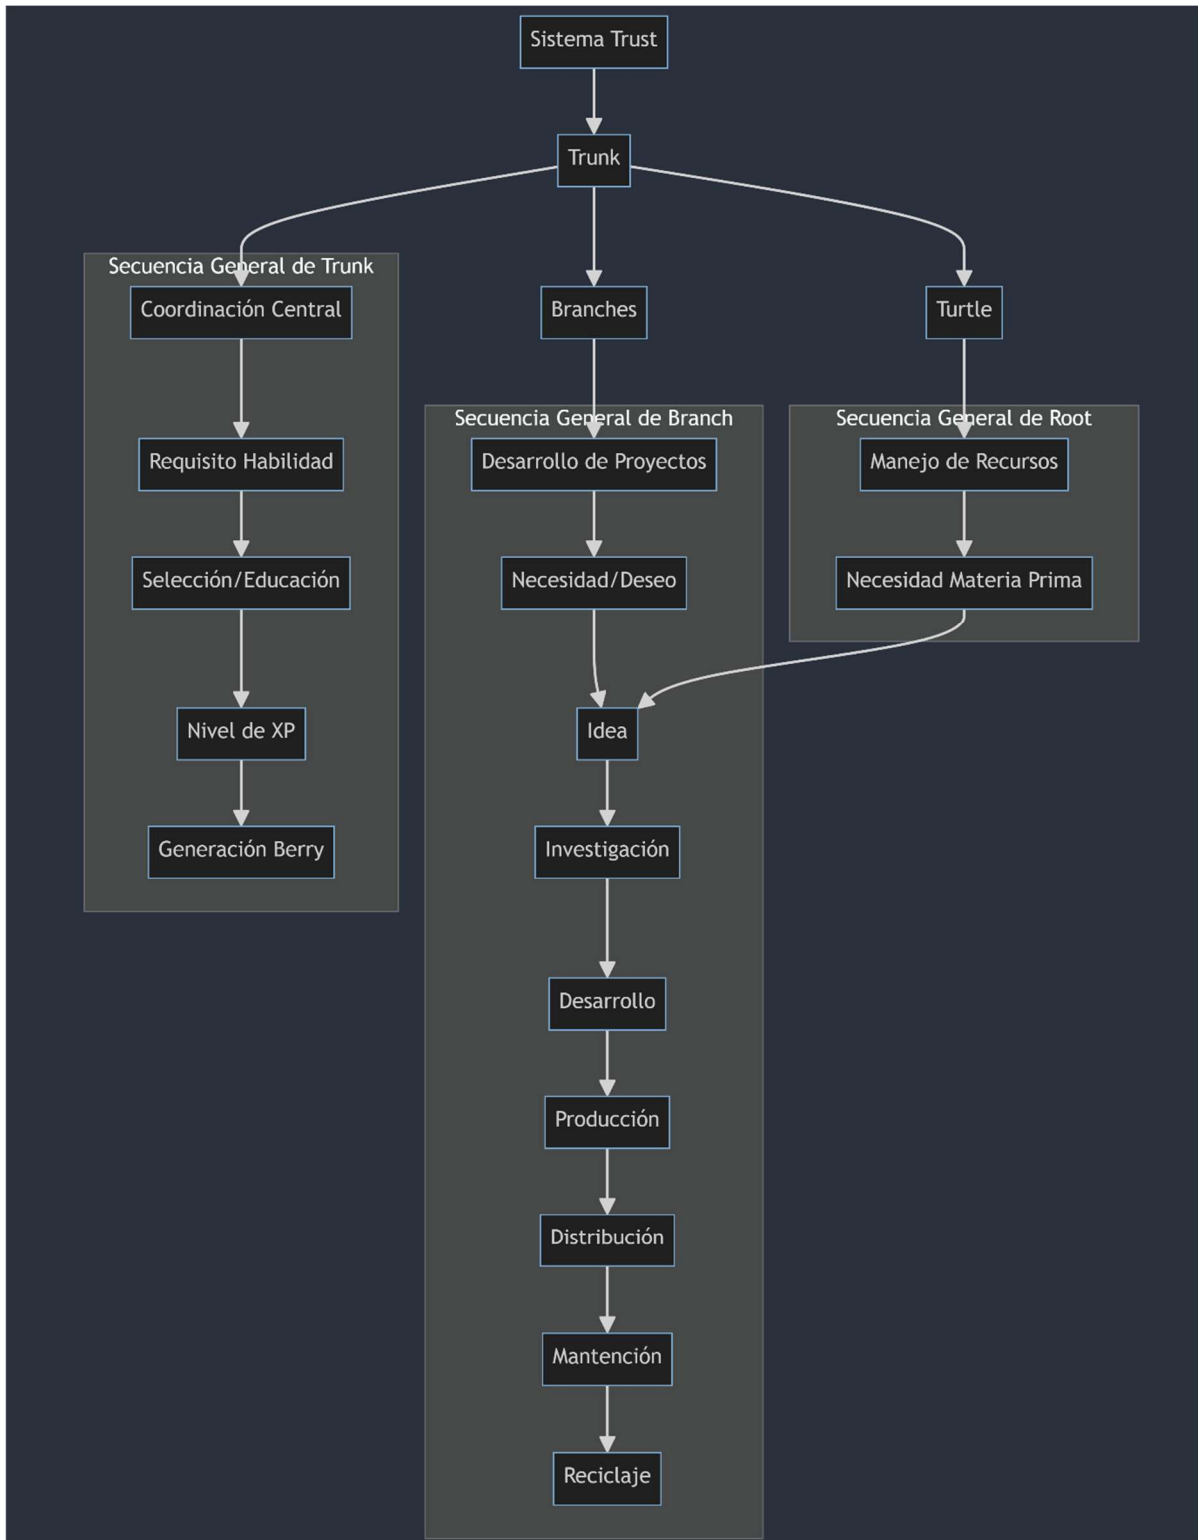 Sistema Trust
Trunk
Secuencia General de Trunk
Coordinación Central
Branches
Turtle
Secuencia General de Branch
Secuencia General de Root
Requisito Habilidad
Desarrollo de Proyectos
Manejo de Recursos
Selección/Educación
Necesidad/Deseo
Necesidad Materia Prima
Nivel de XP
Idea
Generación Berry
Investigación
Desarrollo
Producción
Distribución
Mantención
Reciclaje